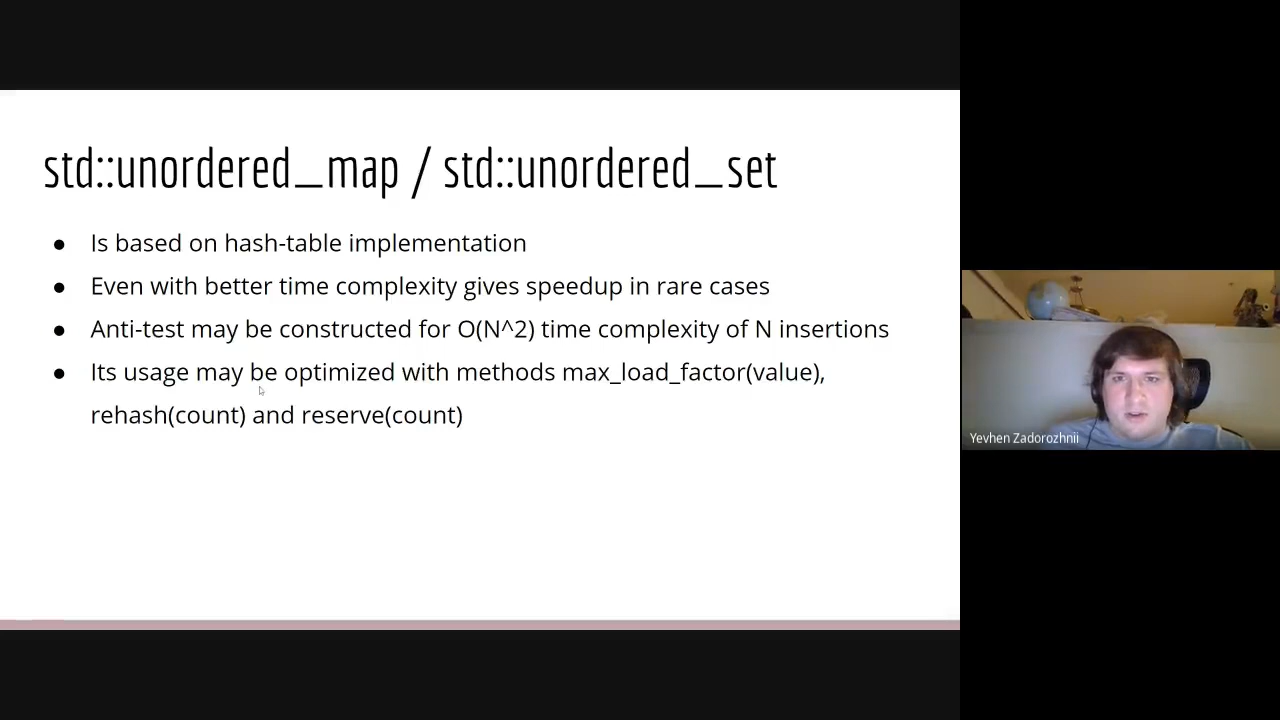 std::unordered_map / std::unordered_set
● Is based on hash-table implementation
● Even with better time complexity gives speedup in rare cases
● Anti-test may be constructed for O(N^2) time complexity of N insertions
● Its usage may be optimized with methods max_load_factor(value),
rehash(count) and reserve(count)
Yevhen Zadorozhnii